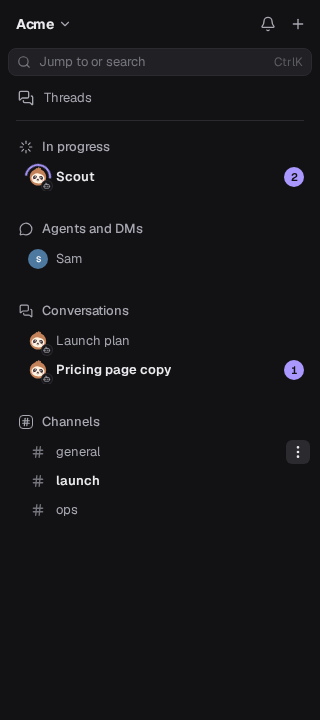 Acme
Jump to or search CtrlK
Threads
In progress
Scout 2
Agents and DMs
S Sam
Conversations
Launch plan
Pricing page copy 1
Channels
# general
# launch
# ops